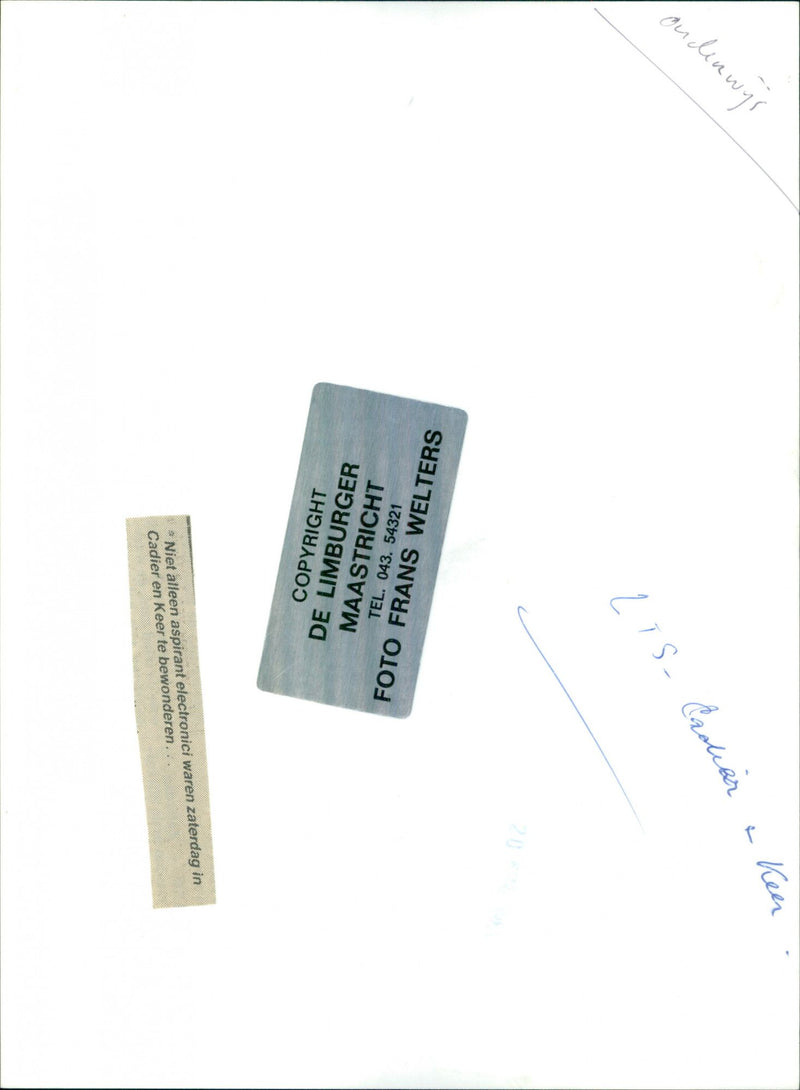 onderwijs
COPYRIGHT
DE LIMBURGER
MAASTRICHT
TEL. 043. 54321
FOTO FRANS WELTERS
* Niet alleen aspirant electronici waren zaterdag in
Cadier en Keer te bewonderen . . .
LTS - Cadier & Keer.